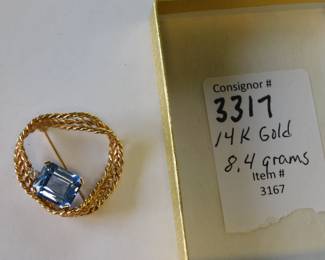 Consignor #
3317
14K Gold
8.4 grams
Item #
3167